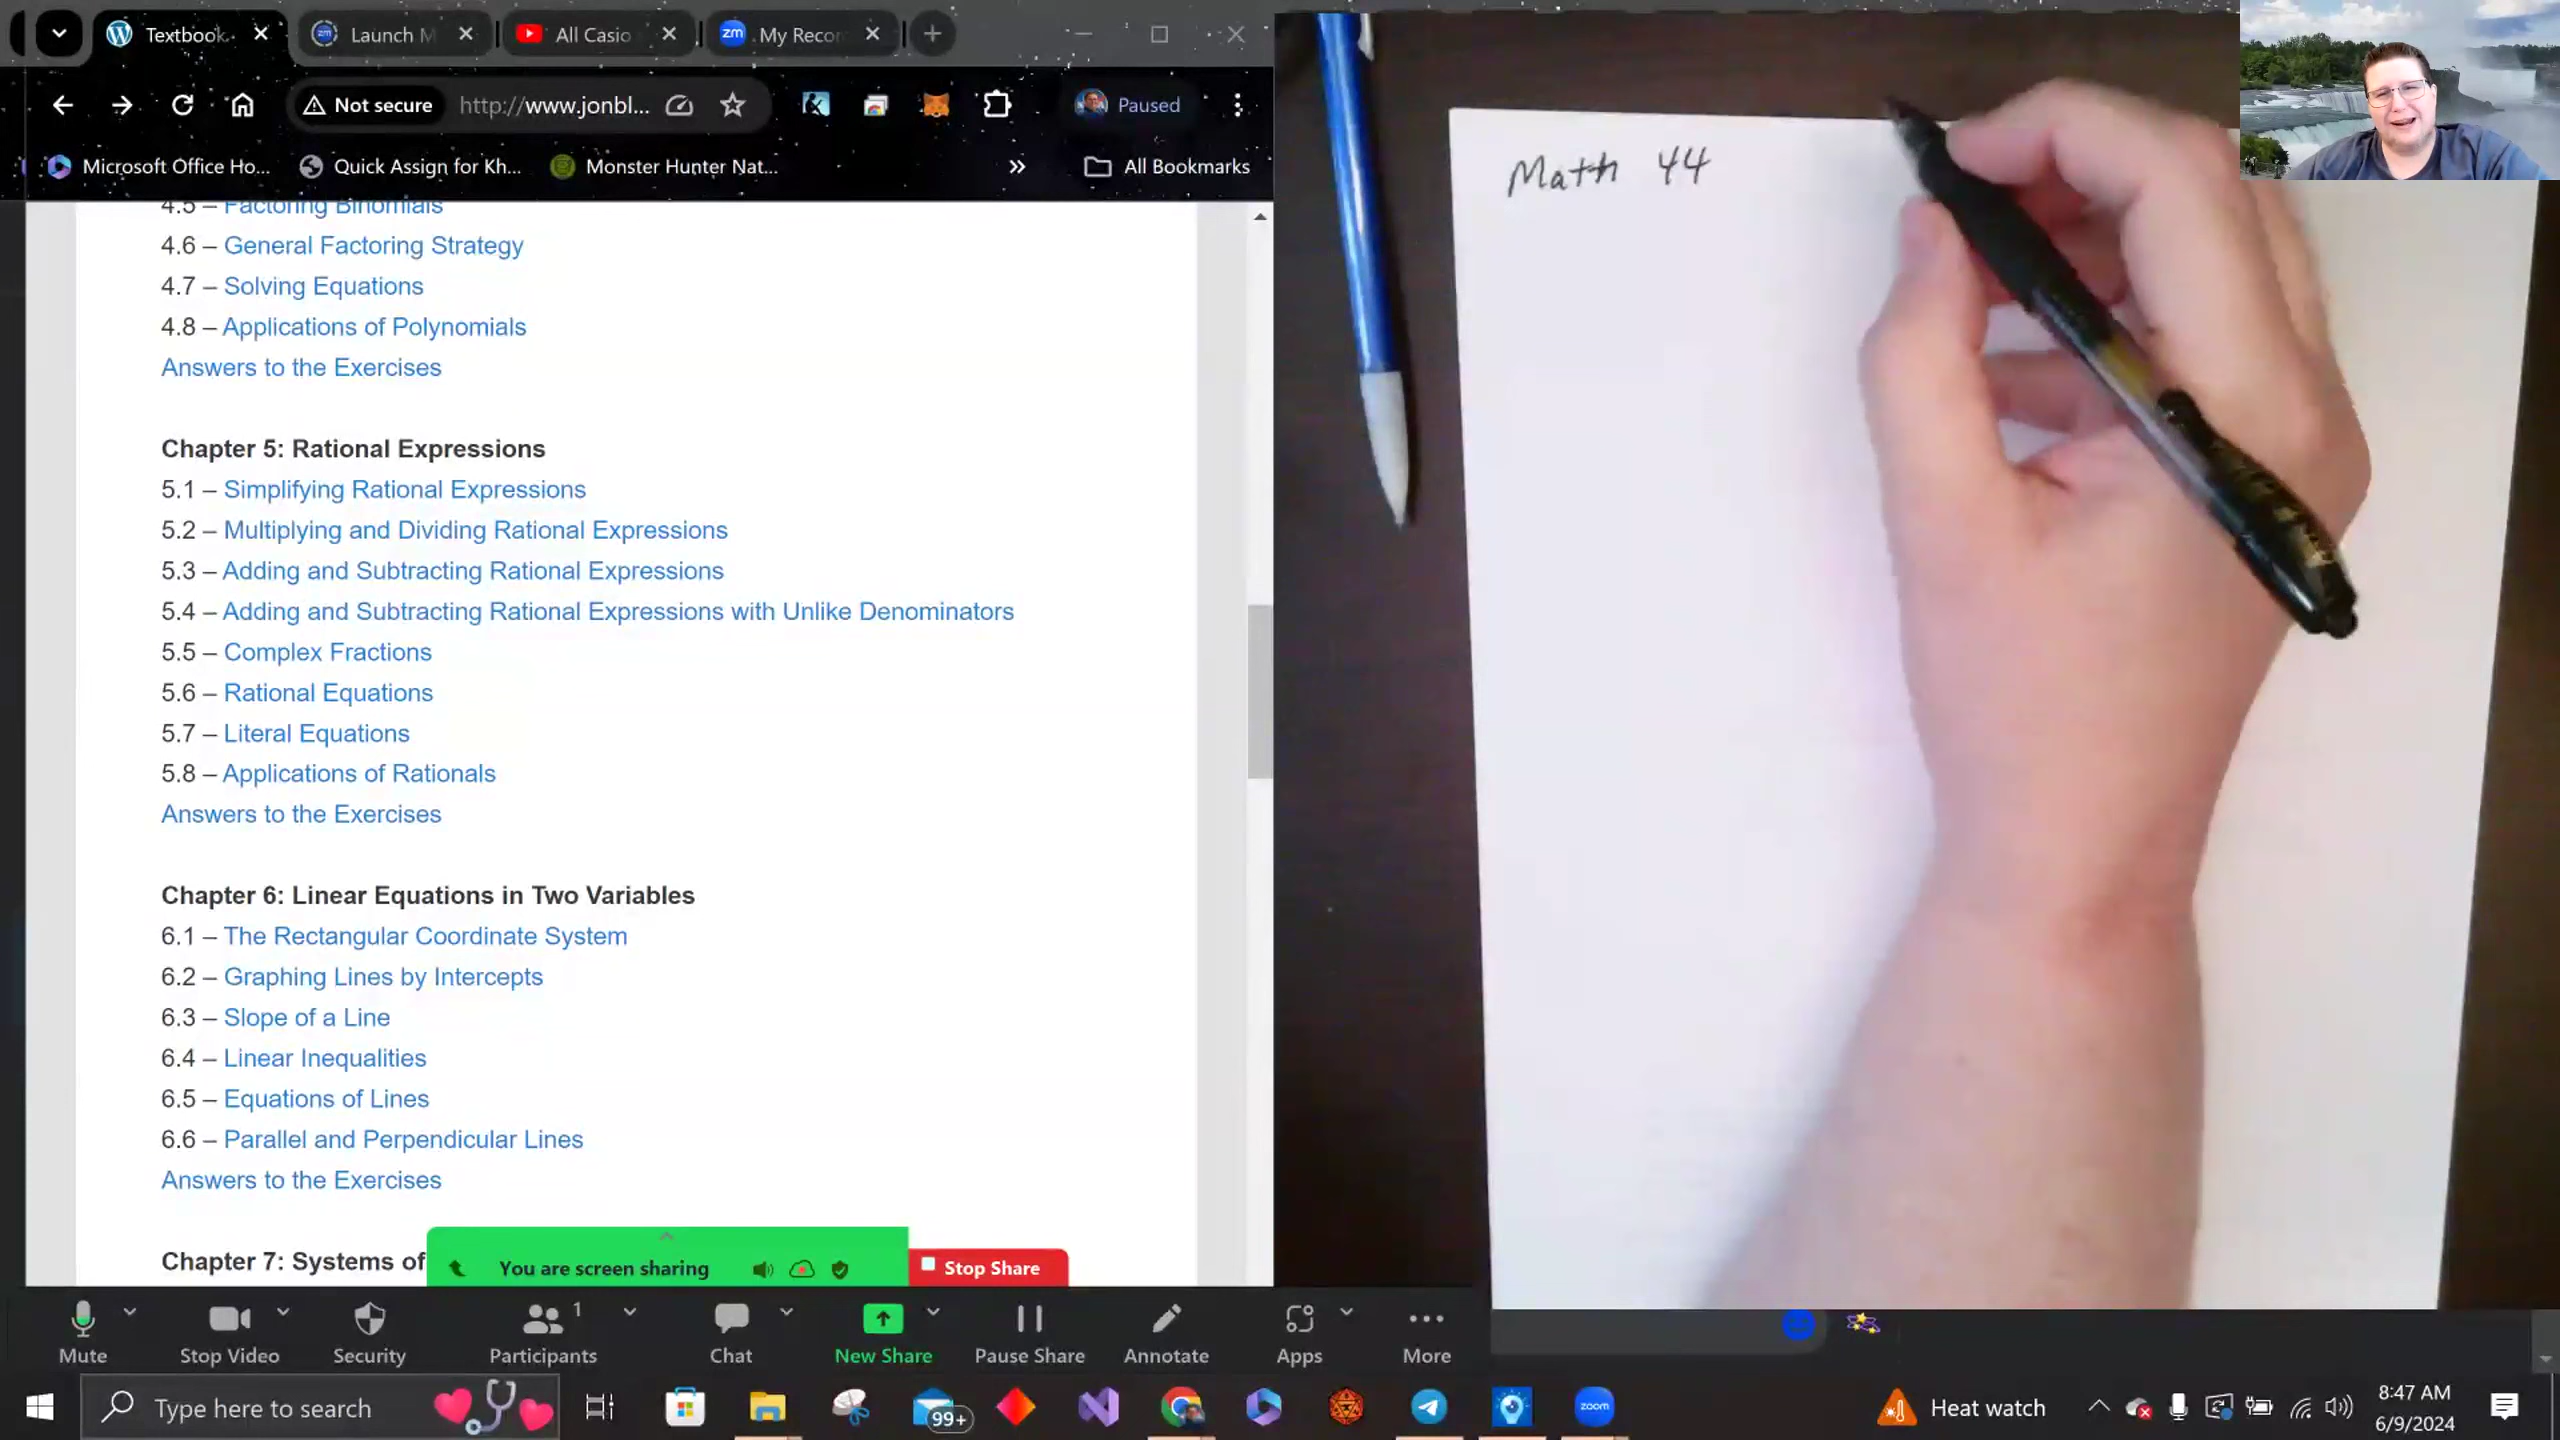 Textbook
Launch M
All Casio
My Recor
Not secure
http://www.jonbl...
Paused
Microsoft Office Ho...
Quick Assign for Kh...
Monster Hunter Nat...
»
All Bookmarks
4.5 – Factoring Binomials
4.6 – General Factoring Strategy
4.7 – Solving Equations
4.8 – Applications of Polynomials
Answers to the Exercises
Chapter 5: Rational Expressions
5.1 – Simplifying Rational Expressions
5.2 – Multiplying and Dividing Rational Expressions
5.3 – Adding and Subtracting Rational Expressions
5.4 – Adding and Subtracting Rational Expressions with Unlike Denominators
5.5 – Complex Fractions
5.6 – Rational Equations
5.7 – Literal Equations
5.8 – Applications of Rationals
Answers to the Exercises
Chapter 6: Linear Equations in Two Variables
6.1 – The Rectangular Coordinate System
6.2 – Graphing Lines by Intercepts
6.3 – Slope of a Line
6.4 – Linear Inequalities
6.5 – Equations of Lines
6.6 – Parallel and Perpendicular Lines
Answers to the Exercises
Chapter 7: Systems of
You are screen sharing
Stop Share
Math 44
Mute
Stop Video
Security
Participants 1
Chat
New Share
Pause Share
Annotate
Apps
More
Type here to search
99+
zoom
Heat watch
8:47 AM
6/9/2024